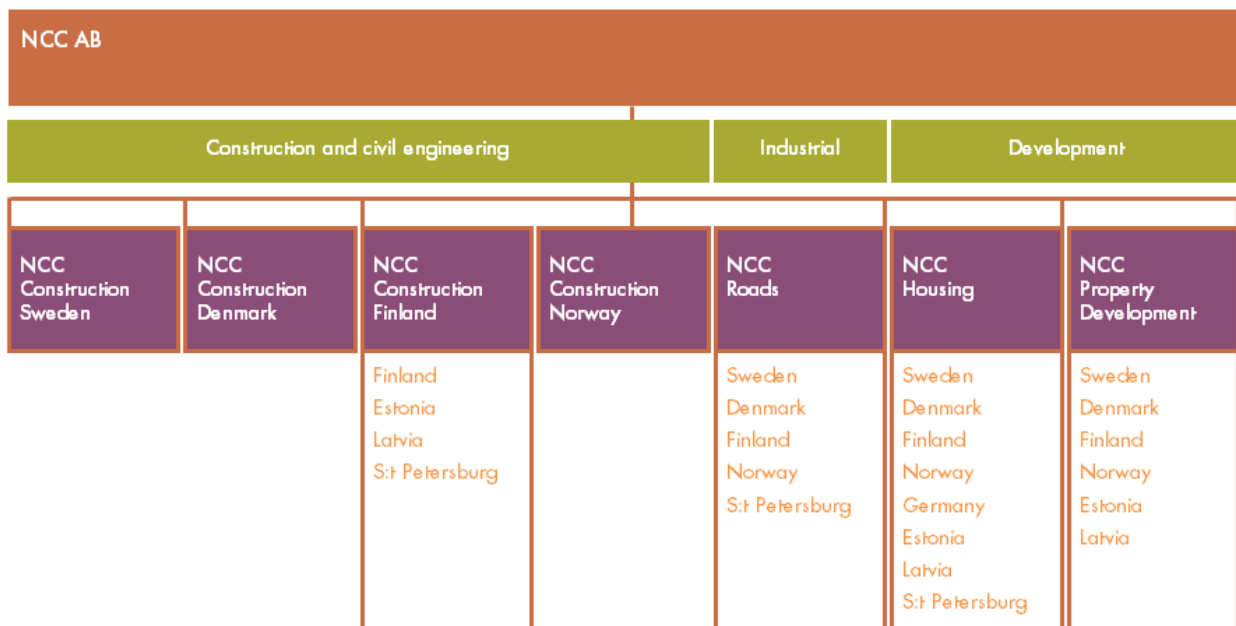 NCC AB
Construction and civil engineering
Industrial
Development
NCC
Construction
Sweden
NCC
Construction
Denmark
NCC
Construction
Finland
NCC
Construction
Norway
NCC
Roads
NCC
Housing
NCC
Property
Development
Finland
Estonia
Latvia
S:t Petersburg
Sweden
Denmark
Finland
Norway
S:t Petersburg
Sweden
Denmark
Finland
Norway
Germany
Estonia
Latvia
S:t Petersburg
Sweden
Denmark
Finland
Norway
Estonia
Latvia